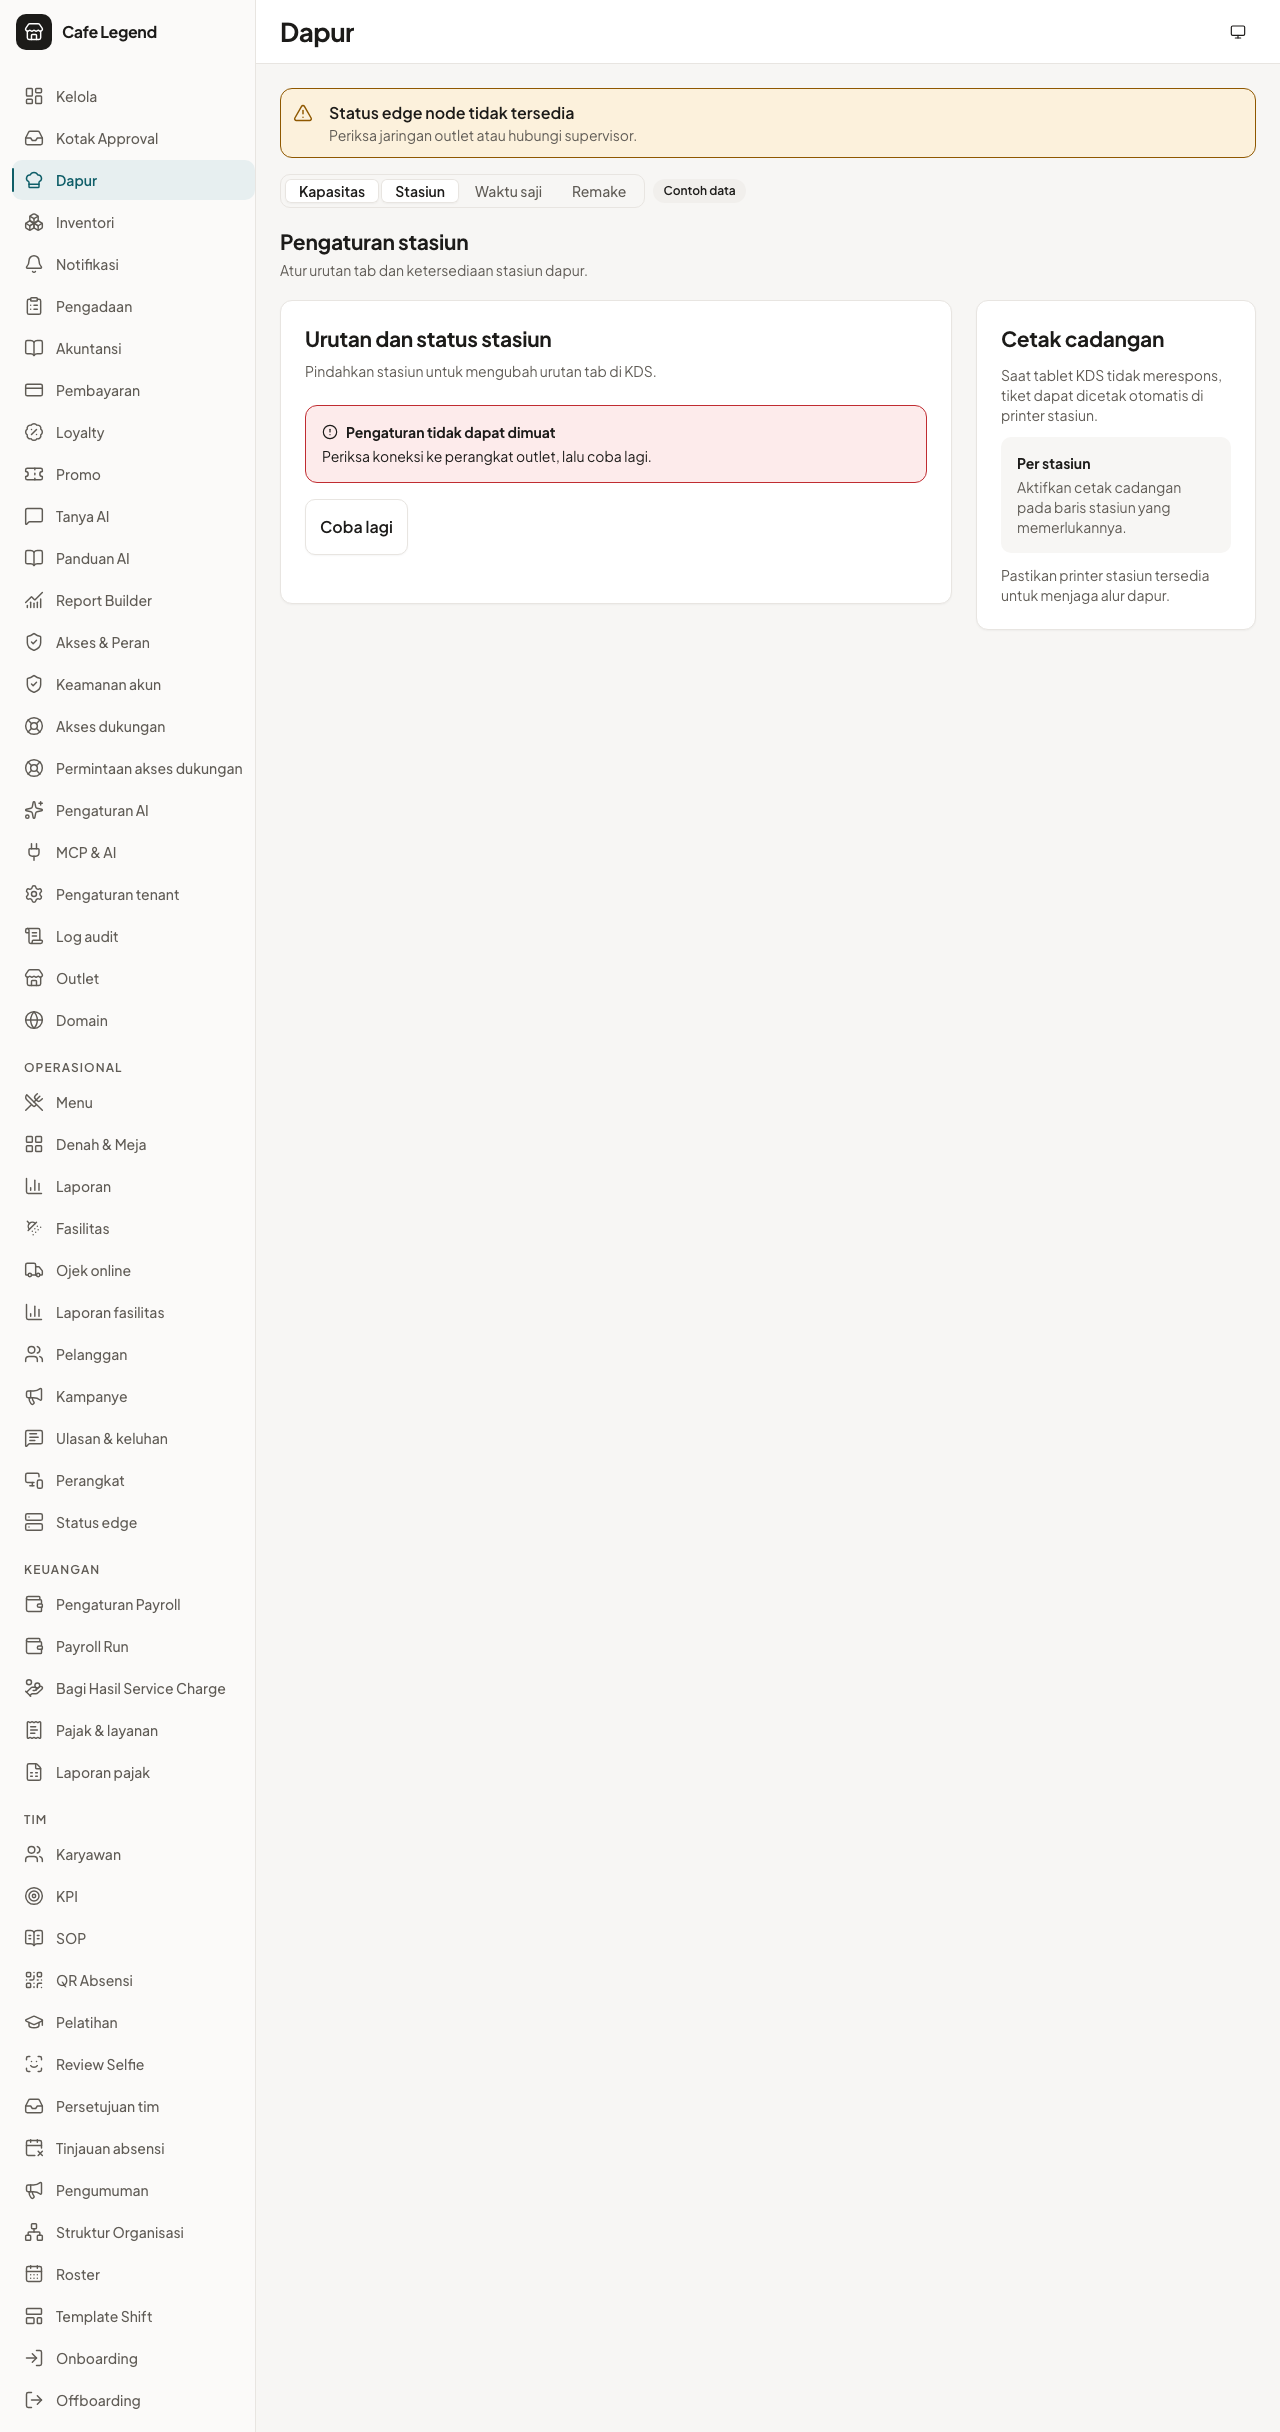 Cafe Legend
Kelola
Kotak Approval
Dapur
Inventori
Notifikasi
Pengadaan
Akuntansi
Pembayaran
Loyalty
Promo
Tanya AI
Panduan AI
Report Builder
Akses & Peran
Keamanan akun
Akses dukungan
Permintaan akses dukungan
Pengaturan AI
MCP & AI
Pengaturan tenant
Log audit
Outlet
Domain
OPERASIONAL
Menu
Denah & Meja
Laporan
Fasilitas
Ojek online
Laporan fasilitas
Pelanggan
Kampanye
Ulasan & keluhan
Perangkat
Status edge
KEUANGAN
Pengaturan Payroll
Payroll Run
Bagi Hasil Service Charge
Pajak & layanan
Laporan pajak
TIM
Karyawan
KPI
SOP
QR Absensi
Pelatihan
Review Selfie
Persetujuan tim
Tinjauan absensi
Pengumuman
Struktur Organisasi
Roster
Template Shift
Onboarding
Offboarding
Dapur
Status edge node tidak tersedia
Periksa jaringan outlet atau hubungi supervisor.
Kapasitas
Stasiun
Waktu saji
Remake
Contoh data
Pengaturan stasiun
Atur urutan tab dan ketersediaan stasiun dapur.
Urutan dan status stasiun
Pindahkan stasiun untuk mengubah urutan tab di KDS.
Pengaturan tidak dapat dimuat
Periksa koneksi ke perangkat outlet, lalu coba lagi.
Coba lagi
Cetak cadangan
Saat tablet KDS tidak merespons,
tiket dapat dicetak otomatis di
printer stasiun.
Per stasiun
Aktifkan cetak cadangan
pada baris stasiun yang
memerlukannya.
Pastikan printer stasiun tersedia
untuk menjaga alur dapur.